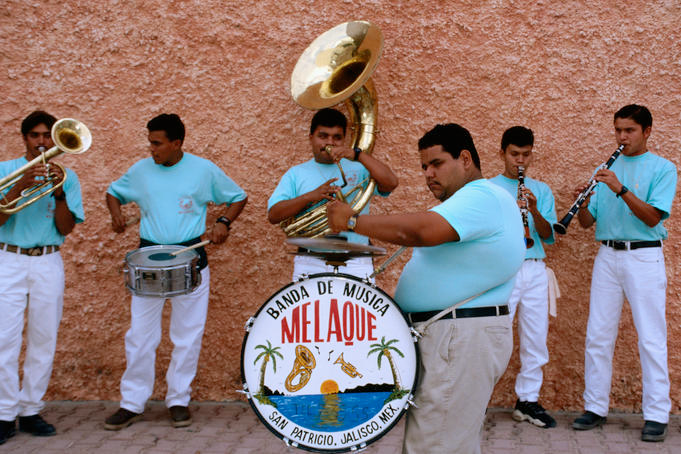 BANDA DE MUSICA
MELAQUE
SAN PATRICIO, JALISCO, MEX.